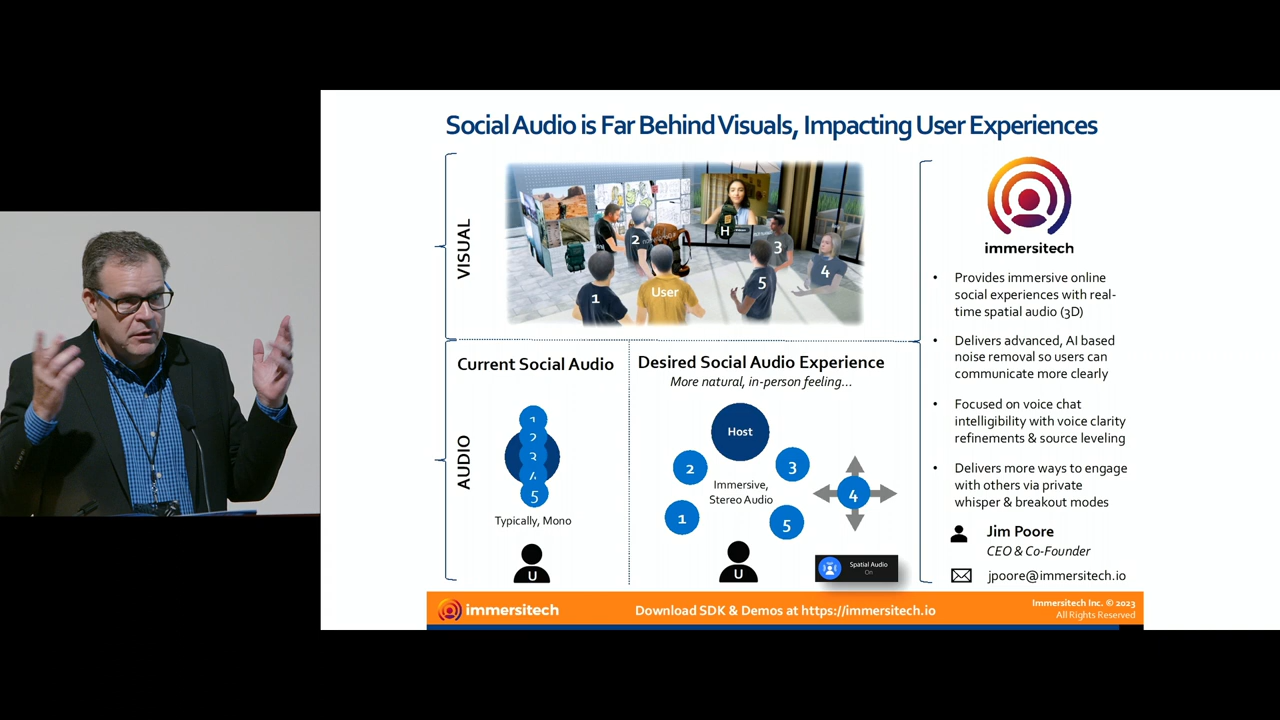 Social Audio is Far Behind Visuals, Impacting User Experiences
VISUAL
1
2
User
H
3
4
5
AUDIO
Current Social Audio
1
2
3
4
5
Typically, Mono
U
Desired Social Audio Experience
More natural, in-person feeling...
Host
2
3
Immersive,
Stereo Audio
4
1
5
U
Spatial Audio
On
immersitech
• Provides immersive online
social experiences with real-
time spatial audio (3D)
• Delivers advanced, AI based
noise removal so users can
communicate more clearly
• Focused on voice chat
intelligibility with voice clarity
refinements & source leveling
• Delivers more ways to engage
with others via private
whisper & breakout modes
Jim Poore
CEO & Co-Founder
jpoore@immersitech.io
immersitech
Download SDK & Demos at https://immersitech.io
Immersitech Inc. © 2023
All Rights Reserved